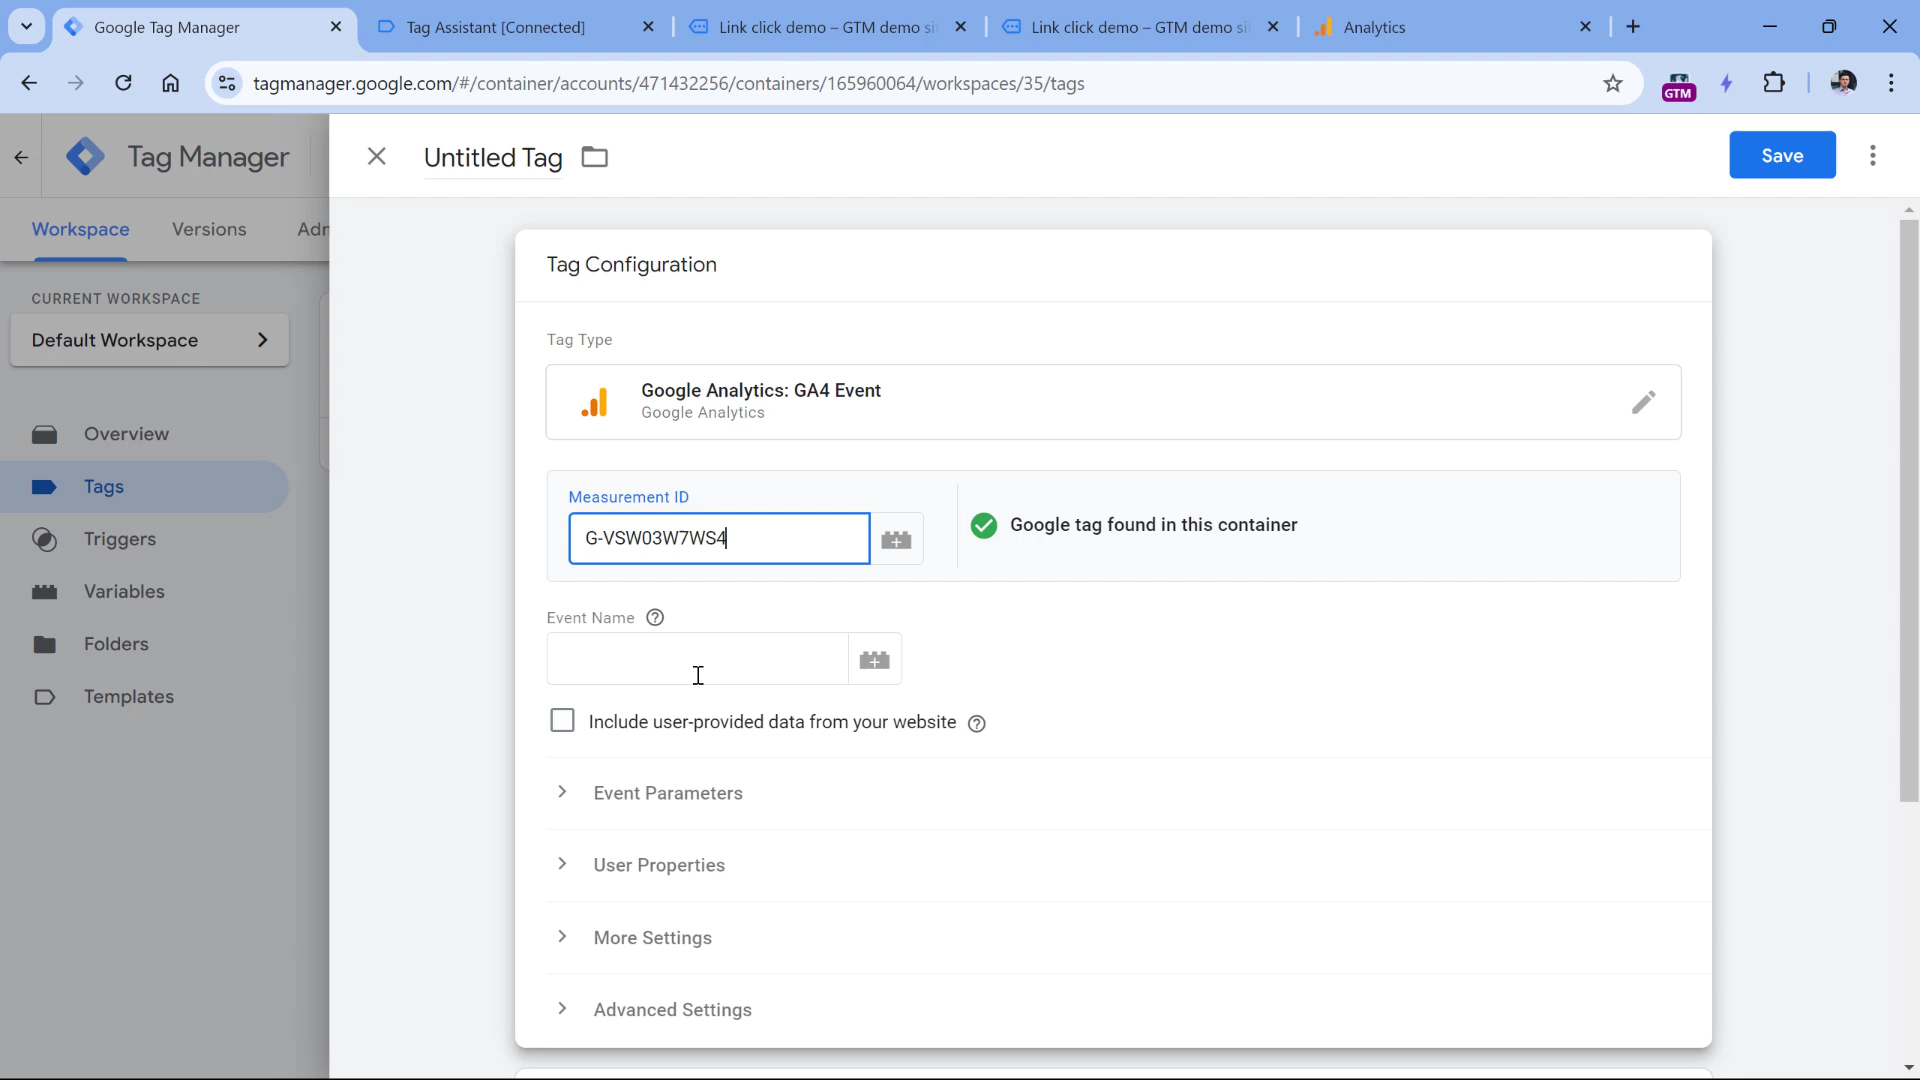 Google Tag Manager
Tag Assistant [Connected]
Link click demo – GTM demo si
Link click demo – GTM demo si
Analytics
tagmanager.google.com/#/container/accounts/471432256/containers/165960064/workspaces/35/tags
GTM
Tag Manager
Untitled Tag
Save
Workspace
Versions
Adm
Tag Configuration
CURRENT WORKSPACE
Default Workspace
Tag Type
Google Analytics: GA4 Event
Google Analytics
Overview
Tags
Triggers
Variables
Folders
Templates
Measurement ID
G-VSW03W7WS4
Google tag found in this container
Event Name
Include user-provided data from your website
Event Parameters
User Properties
More Settings
Advanced Settings